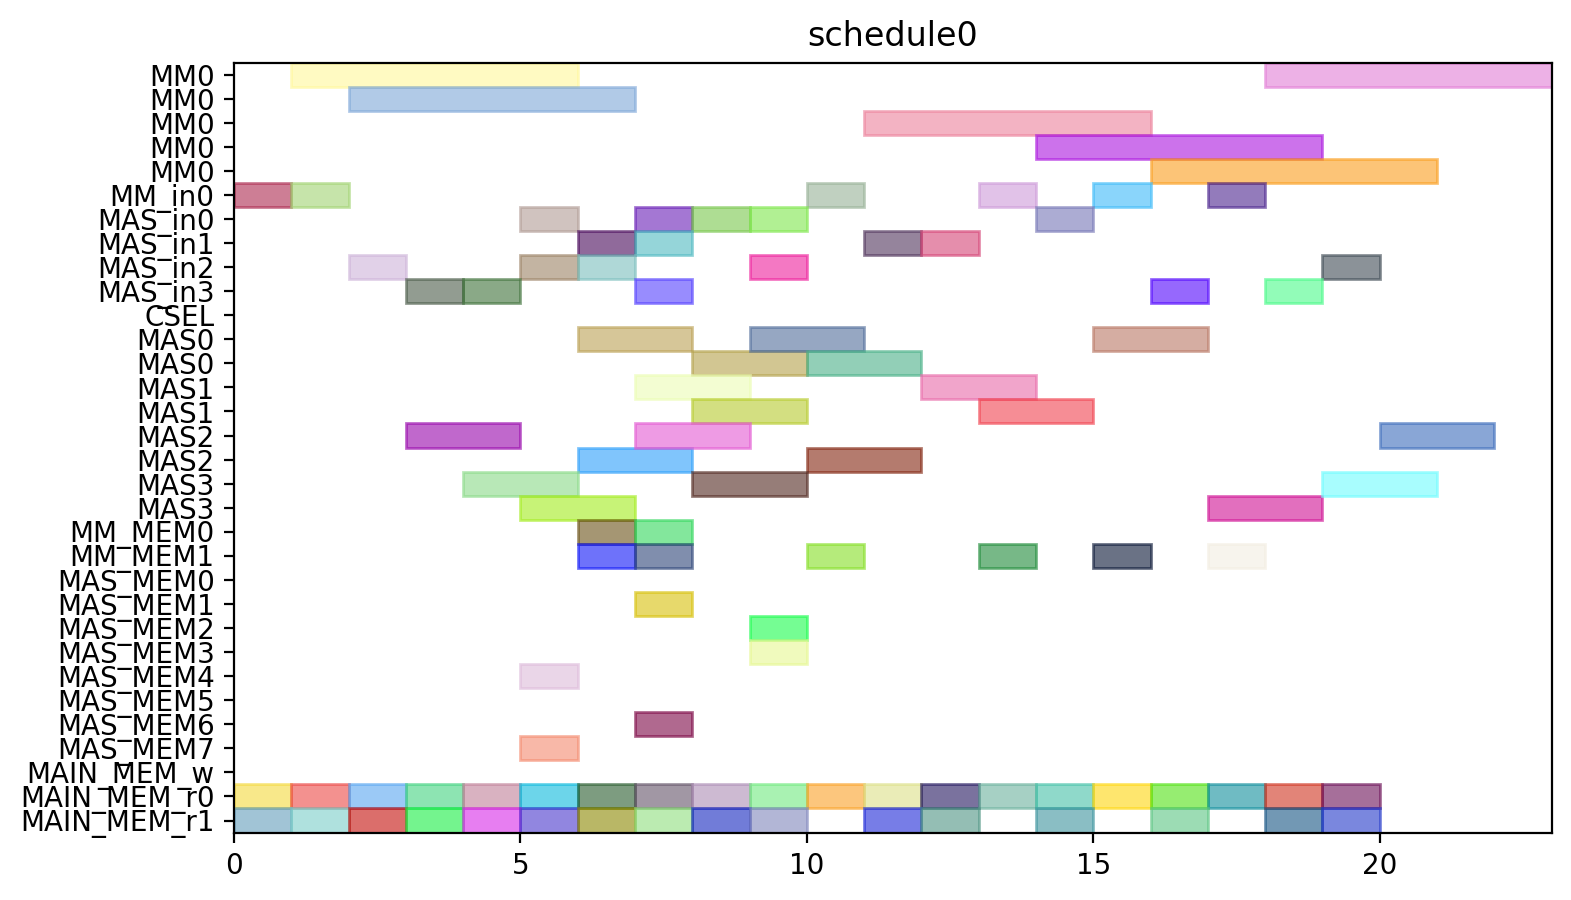 schedule0
MM0
MM0
MM0
MM0
MM0
MM_in0
MAS_in0
MAS_in1
MAS_in2
MAS_in3
CSEL
MAS0
MAS0
MAS1
MAS1
MAS2
MAS2
MAS3
MAS3
MM_MEM0
MM_MEM1
MAS_MEM0
MAS_MEM1
MAS_MEM2
MAS_MEM3
MAS_MEM4
MAS_MEM5
MAS_MEM6
MAS_MEM7
MAIN_MEM_w
MAIN_MEM_r0
MAIN_MEM_r1
0 5 10 15 20